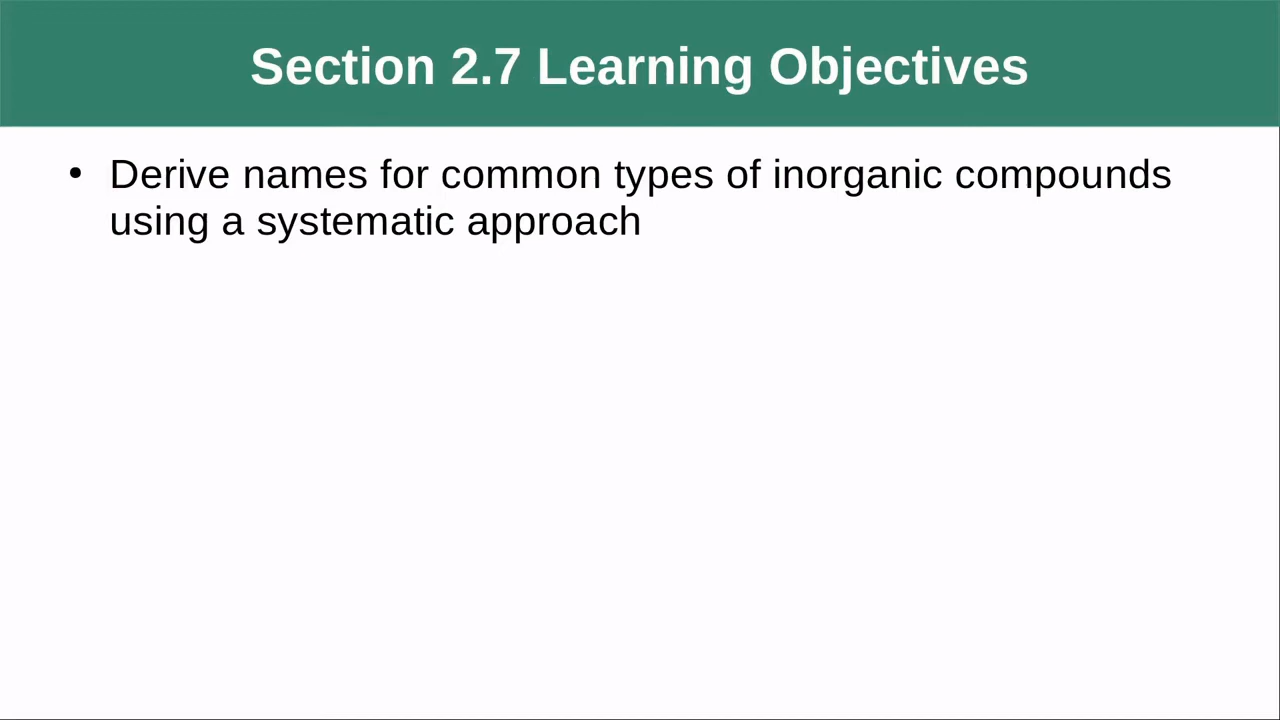 Section 2.7 Learning Objectives
• Derive names for common types of inorganic compounds
using a systematic approach